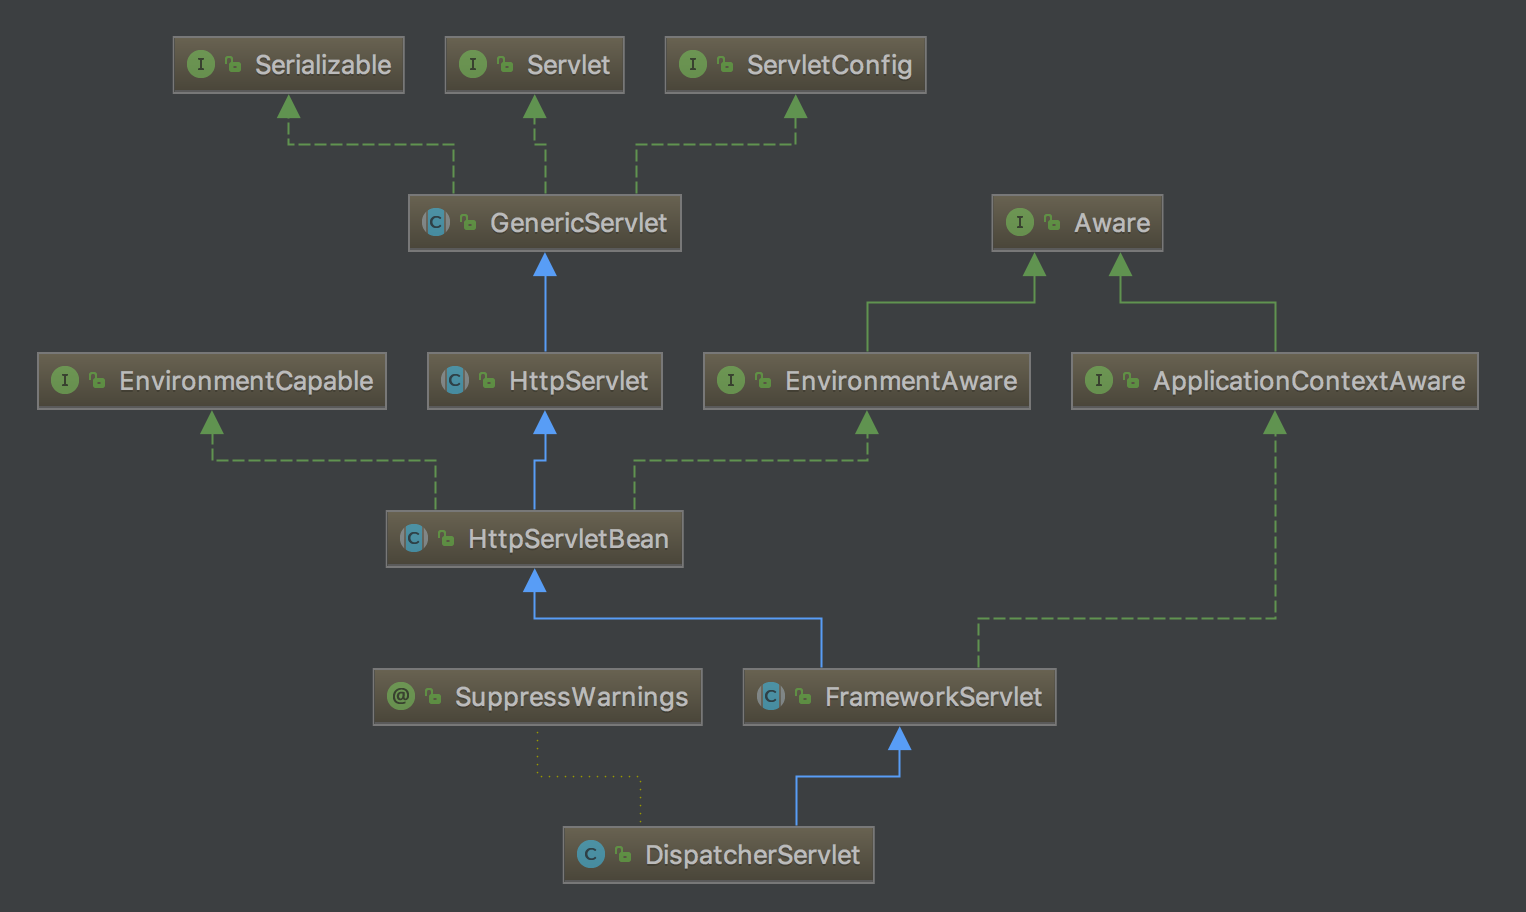 I Serializable
I Servlet
I ServletConfig
C GenericServlet
I Aware
I EnvironmentCapable
C HttpServlet
I EnvironmentAware
I ApplicationContextAware
C HttpServletBean
@ SuppressWarnings
C FrameworkServlet
C DispatcherServlet